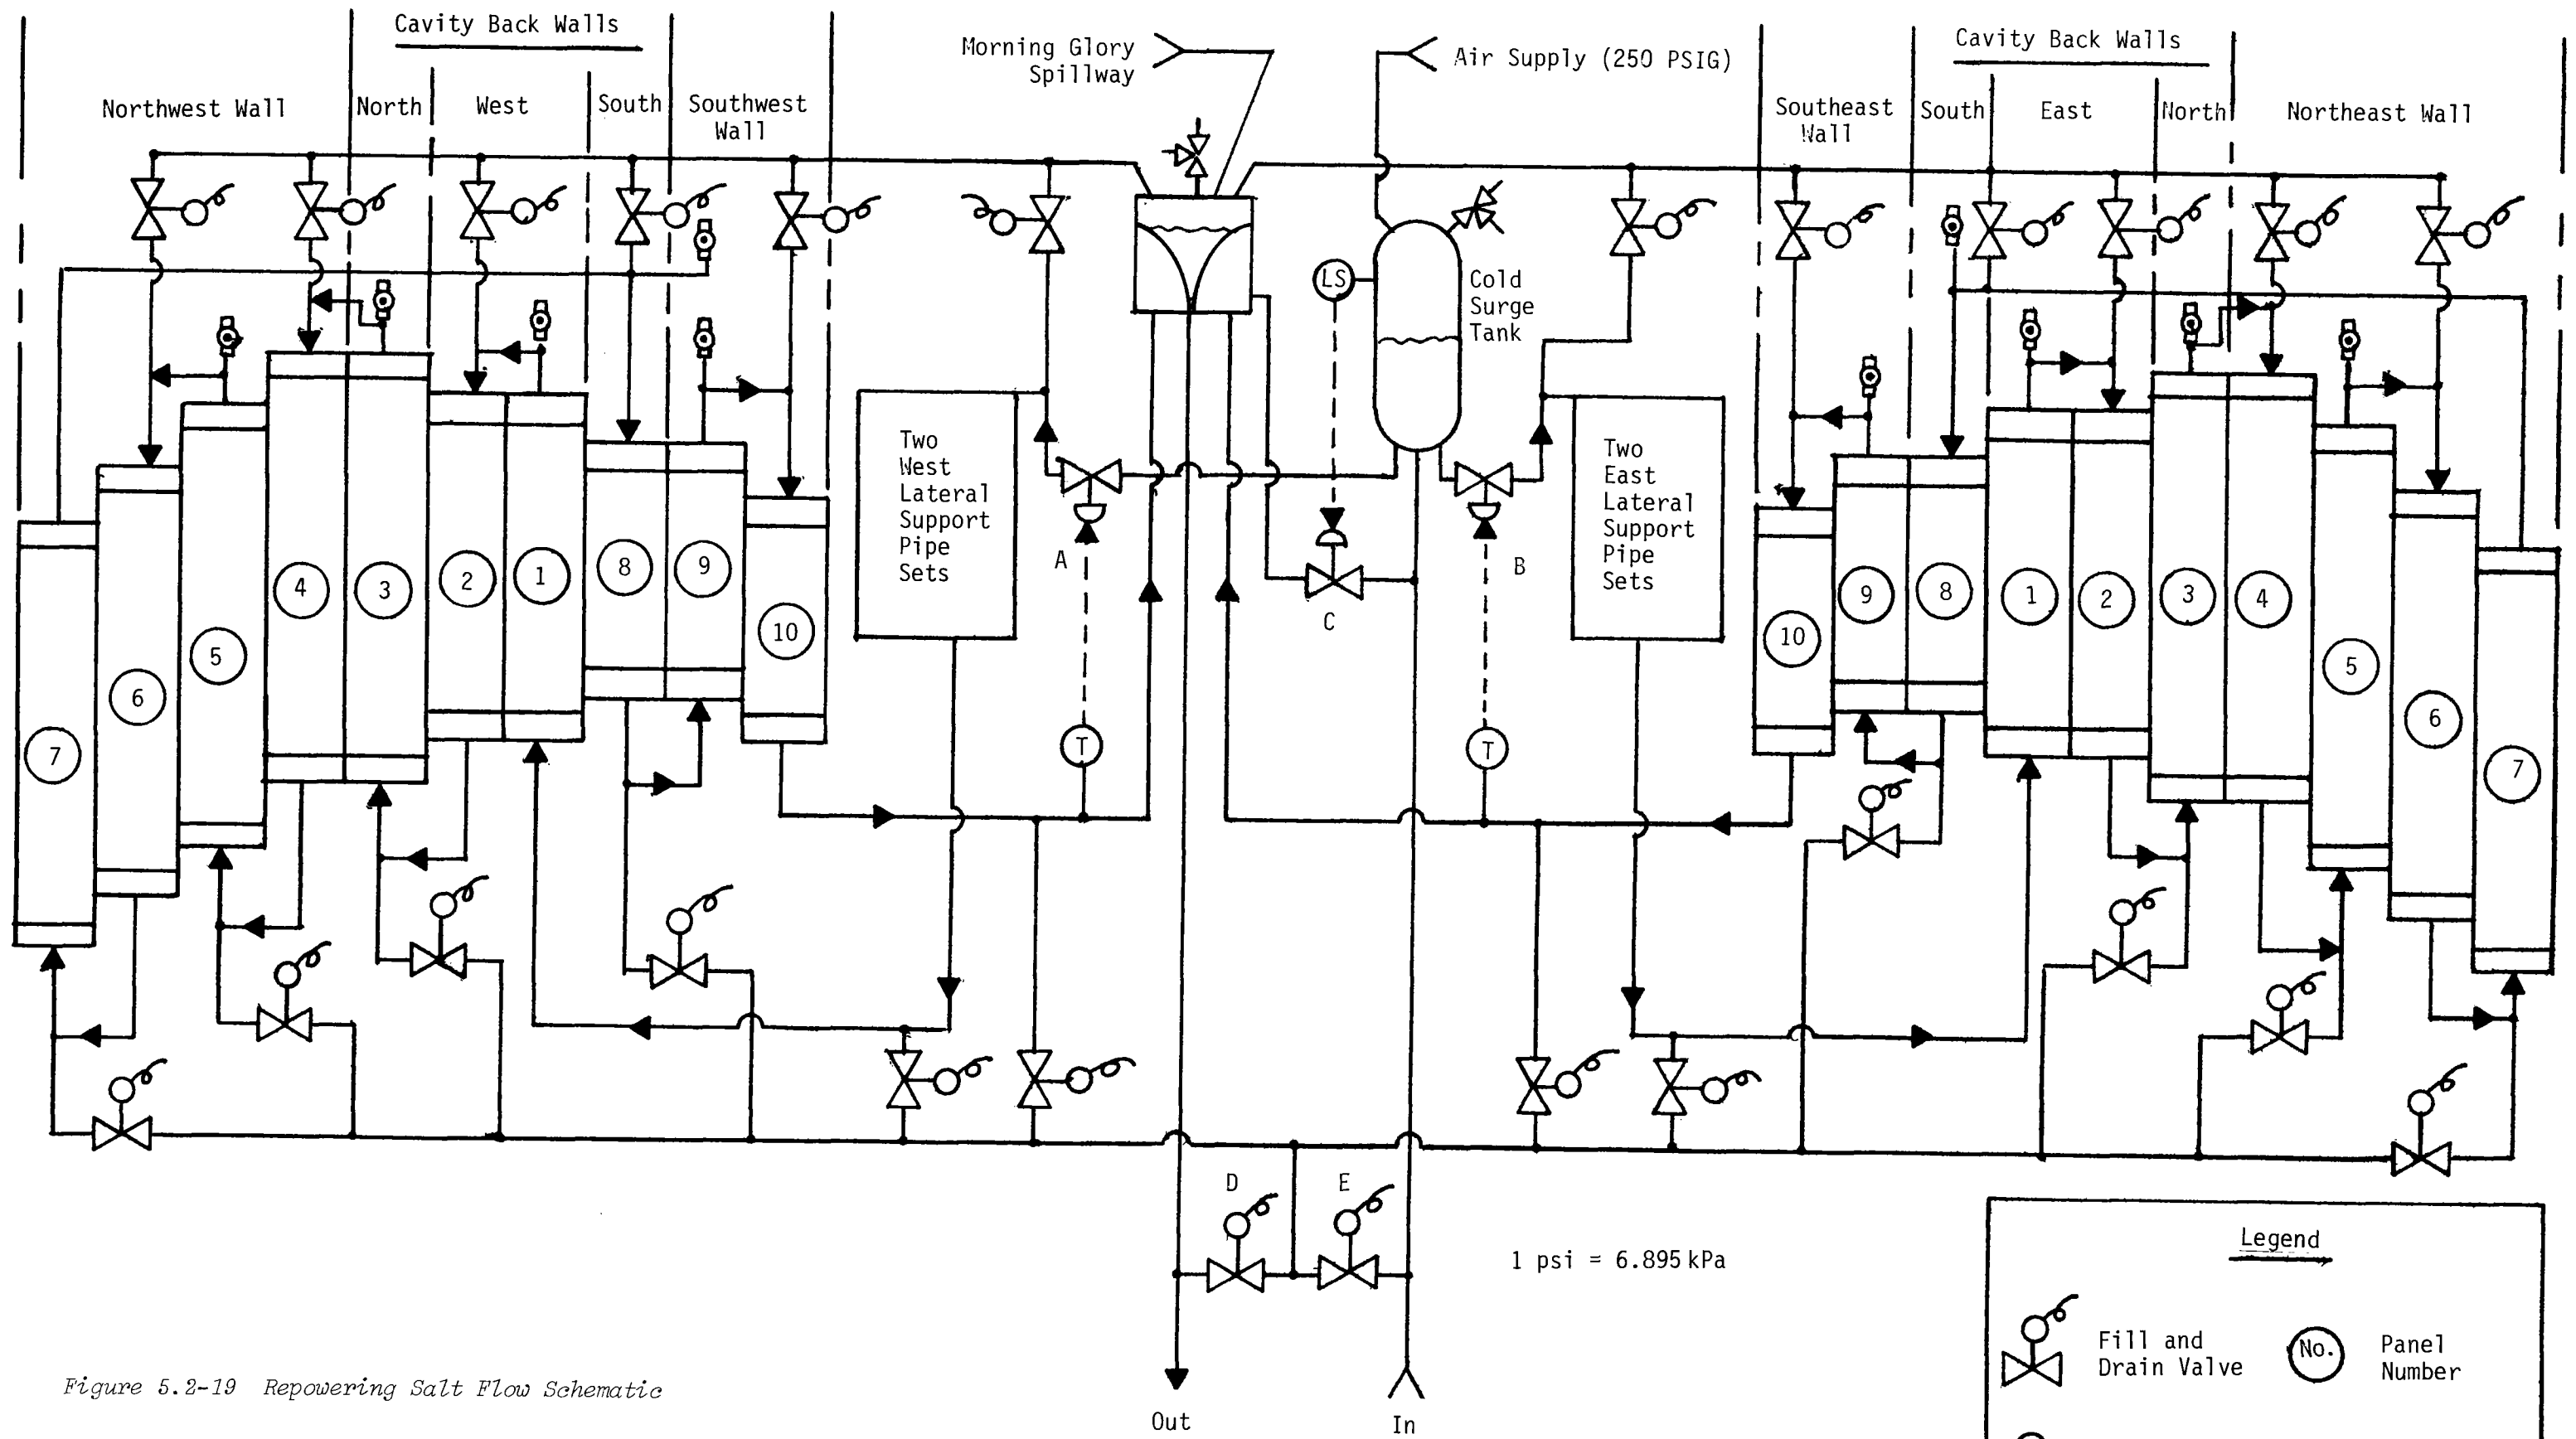 Cavity Back Walls
Northwest Wall
North
West
South
Southwest
Wall
Morning Glory
Spillway
Air Supply (250 PSIG)
Cavity Back Walls
Southeast
Wall
South
East
North
Northeast Wall
LS
Cold
Surge
Tank
Two
West
Lateral
Support
Pipe
Sets
Two
East
Lateral
Support
Pipe
Sets
A
B
C
7
6
5
4
3
2
1
8
9
10
T
T
10
9
8
1
2
3
4
5
6
7
D
E
1 psi = 6.895 kPa
Out
In
Legend
Fill and
Drain Valve
No.
Panel
Number
Figure 5.2-19 Repowering Salt Flow Schematic